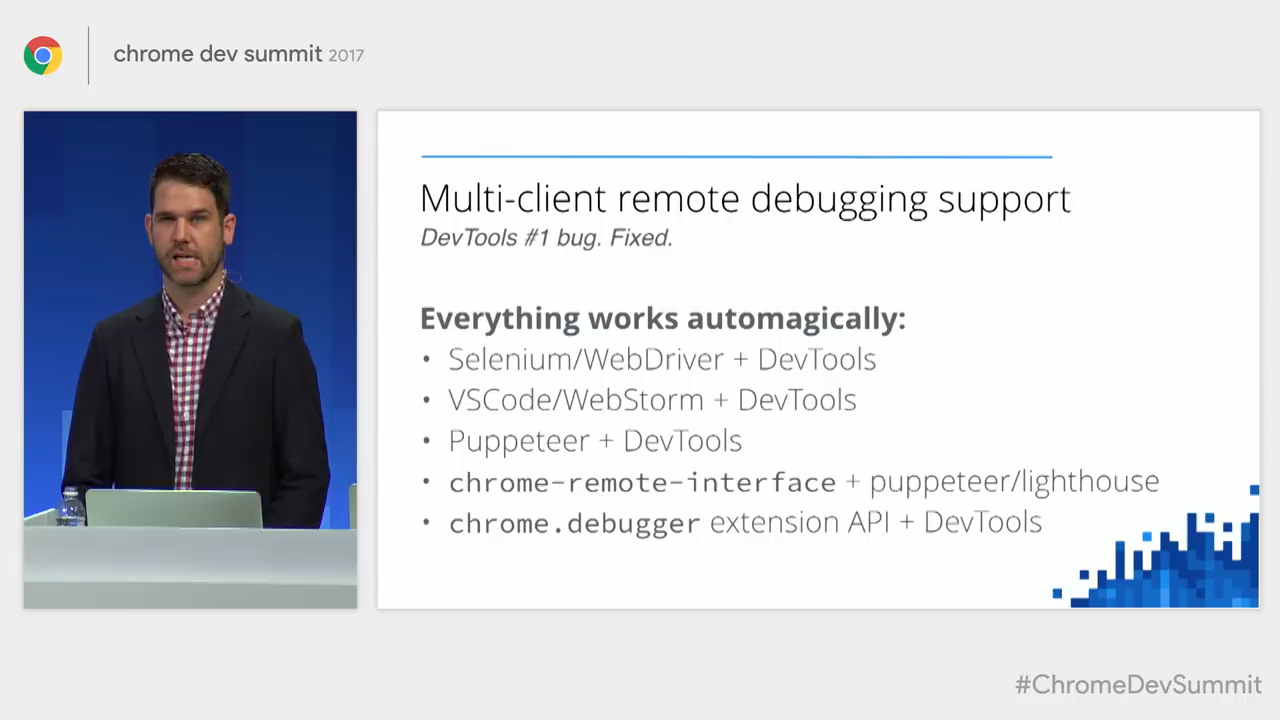 chrome dev summit 2017
Multi-client remote debugging support
DevTools #1 bug. Fixed.
Everything works automagically:
• Selenium/WebDriver + DevTools
• VSCode/WebStorm + DevTools
• Puppeteer + DevTools
• chrome-remote-interface + puppeteer/lighthouse
• chrome.debugger extension API + DevTools
#ChromeDevSummit